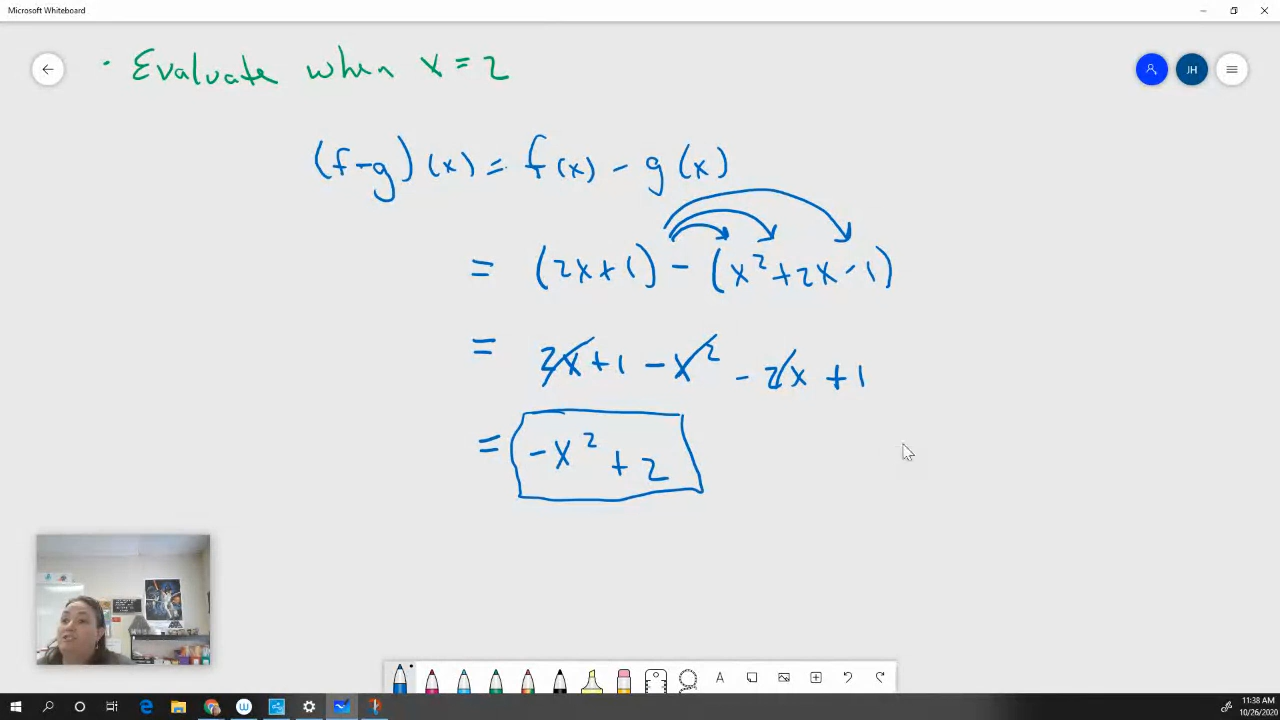 Microsoft Whiteboard
· Evaluate when x = 2
JH
(f-g)(x) = f(x) - g(x)
= (2x+1) - (x²+2x-1)
= 2x+1 - x² - 2x + 1
= -x² + 2
A
11:38 AM
10/26/2020